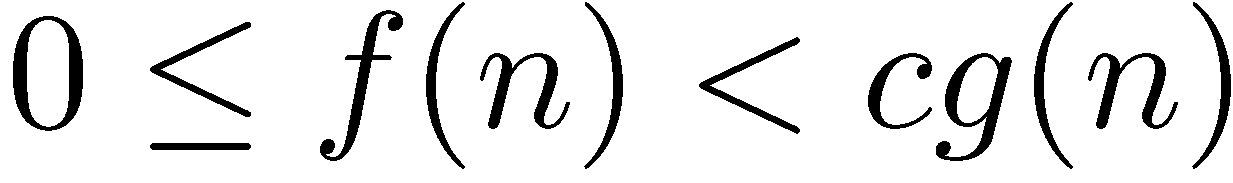 0 ≤ f(n) < cg(n)